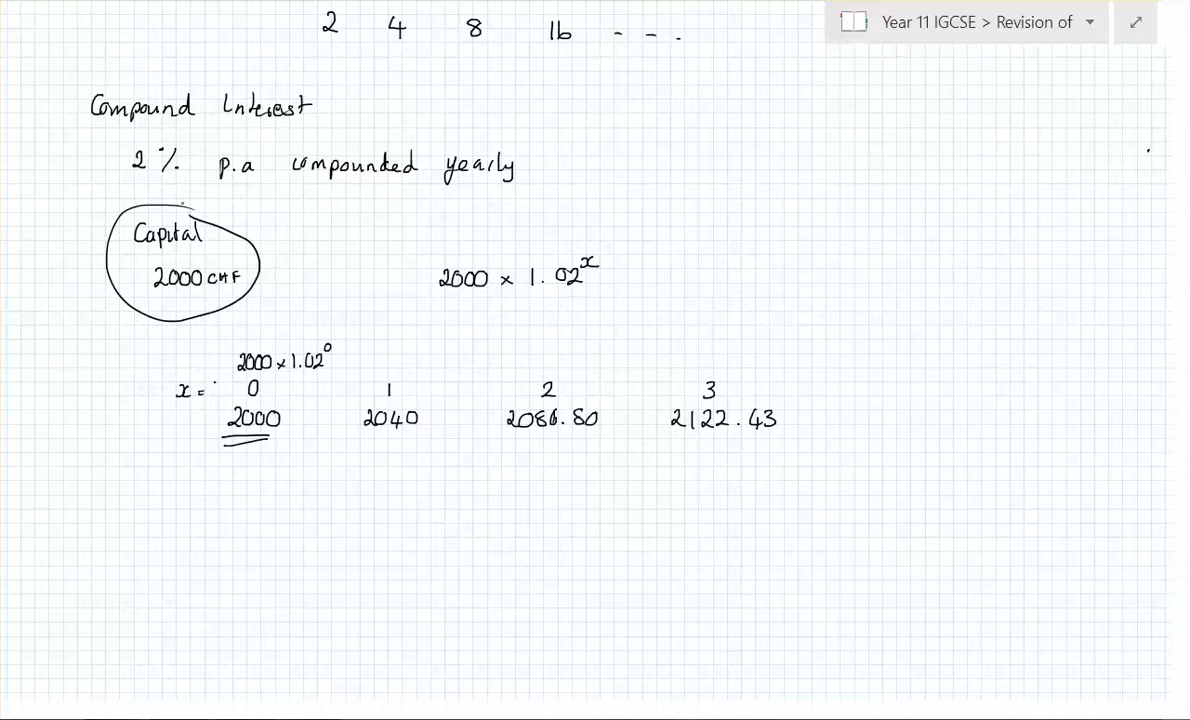 2 4 8 16 - - .
Year 11 IGCSE > Revision of
Compound Interest
2 % p.a compounded yearly
Capital
2000 CHF
2000 × 1.02^x
2000 × 1.02^0
x = 0 1 2 3
2000 2040 2086.80 2122.43